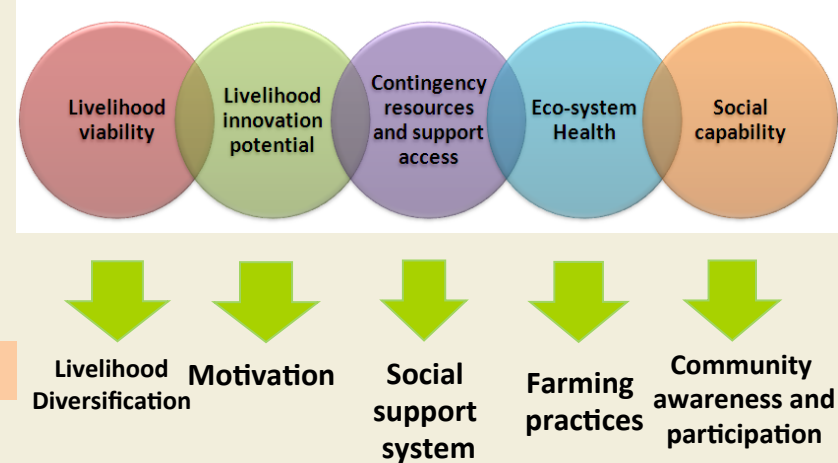 Livelihood
viability
Livelihood
innovation
potential
Contingency
resources
and support
access
Eco-system
Health
Social
capability
Livelihood
Diversification
Motivation
Social
support
system
Farming
practices
Community
awareness and
participation